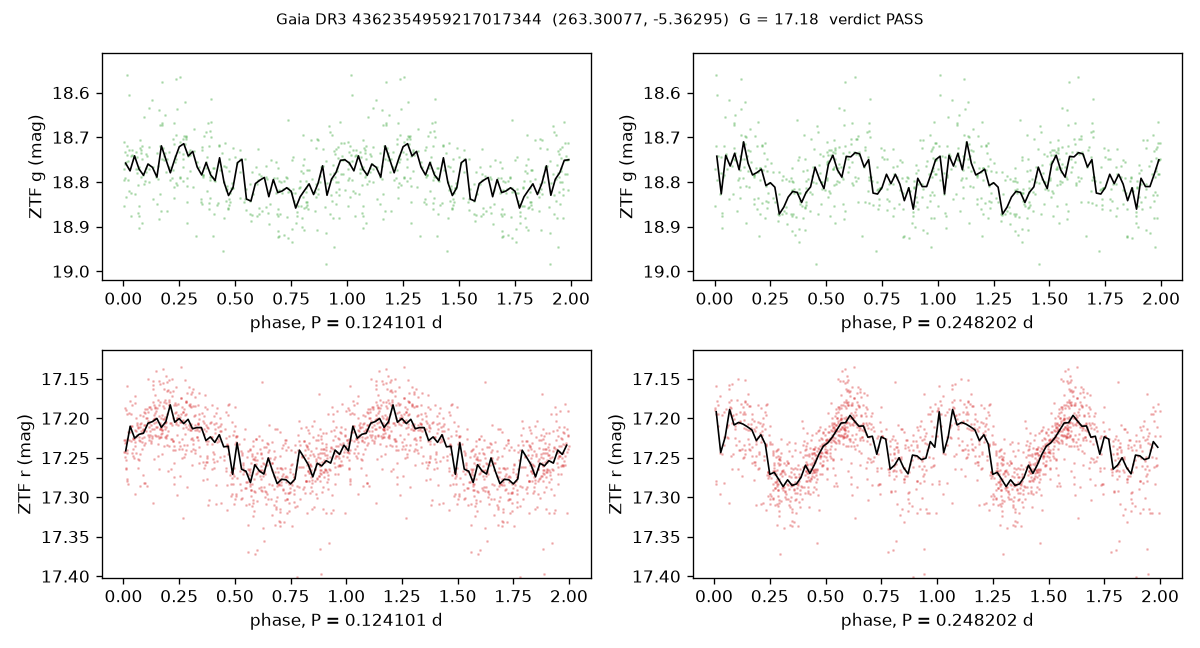 Gaia DR3 4362354959217017344 (263.30077, -5.36295) G = 17.18 verdict PASS
ZTF g (mag)
18.6
18.7
18.8
18.9
19.0
0.00 0.25 0.50 0.75 1.00 1.25 1.50 1.75 2.00
phase, P = 0.124101 d
ZTF g (mag)
18.6
18.7
18.8
18.9
19.0
0.00 0.25 0.50 0.75 1.00 1.25 1.50 1.75 2.00
phase, P = 0.248202 d
ZTF r (mag)
17.15
17.20
17.25
17.30
17.35
17.40
0.00 0.25 0.50 0.75 1.00 1.25 1.50 1.75 2.00
phase, P = 0.124101 d
ZTF r (mag)
17.15
17.20
17.25
17.30
17.35
17.40
0.00 0.25 0.50 0.75 1.00 1.25 1.50 1.75 2.00
phase, P = 0.248202 d